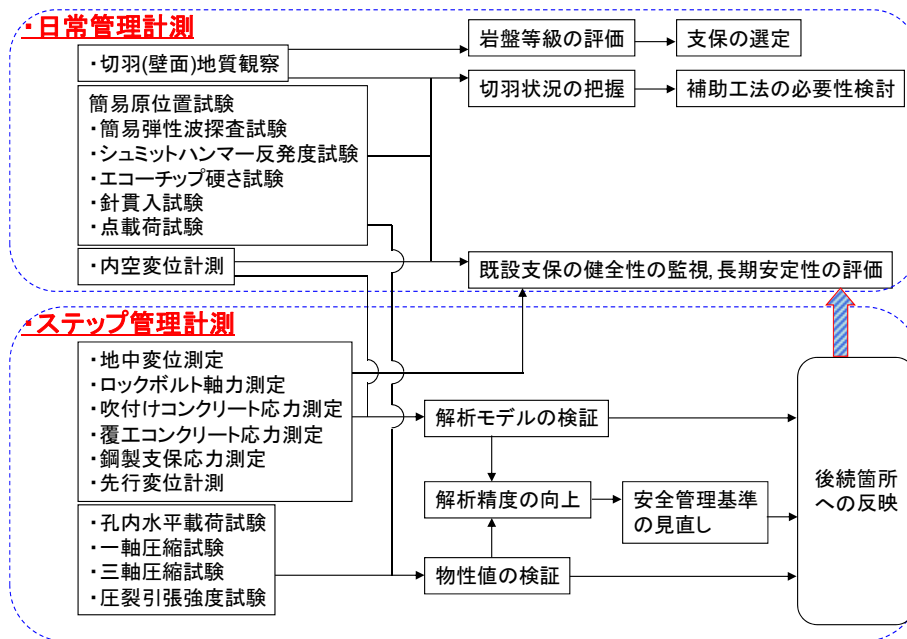 ・日常管理計測
・切羽(壁面)地質観察
岩盤等級の評価
支保の選定
切羽状況の把握
補助工法の必要性検討
簡易原位置試験
・簡易弾性波探査試験
・シュミットハンマー反発度試験
・エコーチップ硬さ試験
・針貫入試験
・点載荷試験
・内空変位計測
既設支保の健全性の監視,長期安定性の評価
・ステップ管理計測
・地中変位測定
・ロックボルト軸力測定
・吹付けコンクリート応力測定
・覆工コンクリート応力測定
・鋼製支保応力測定
・先行変位計測
解析モデルの検証
解析精度の向上
安全管理基準
の見直し
後続箇所
への反映
・孔内水平載荷試験
・一軸圧縮試験
・三軸圧縮試験
・圧裂引張強度試験
物性値の検証